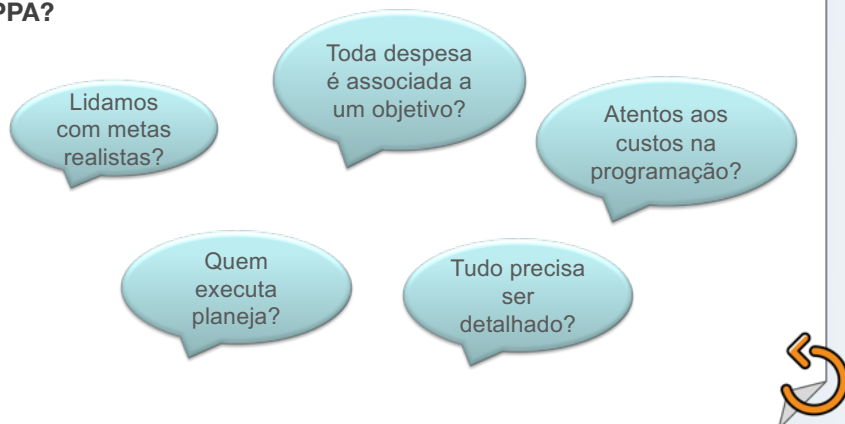 PPA?
Toda despesa
é associada a
um objetivo?
Lidamos
com metas
realistas?
Atentos aos
custos na
programação?
Quem
executa
planeja?
Tudo precisa
ser
detalhado?